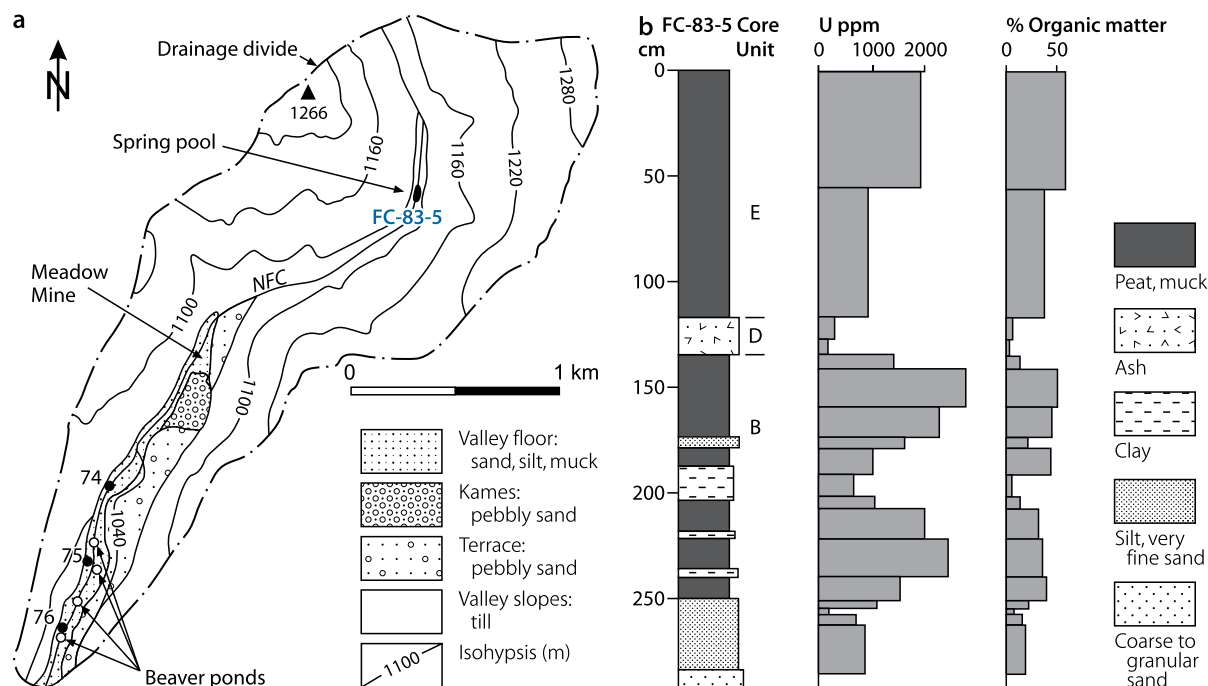 a
N
Drainage divide
1266
Spring pool
1160
1160
1220
1280
FC-83-5
Meadow
Mine
NFC
1100
1100
0
1 km
74
75
76
1040
Beaver ponds
Valley floor:
sand, silt, muck
Kames:
pebbly sand
Terrace:
pebbly sand
Valley slopes:
till
Isohypsis (m)
1100
b FC-83-5 Core
cm Unit
0
50
100
150
200
250
E
D
B
U ppm
0 1000 2000
% Organic matter
0 50
Peat, muck
Ash
Clay
Silt, very
fine sand
Coarse to
granular
sand